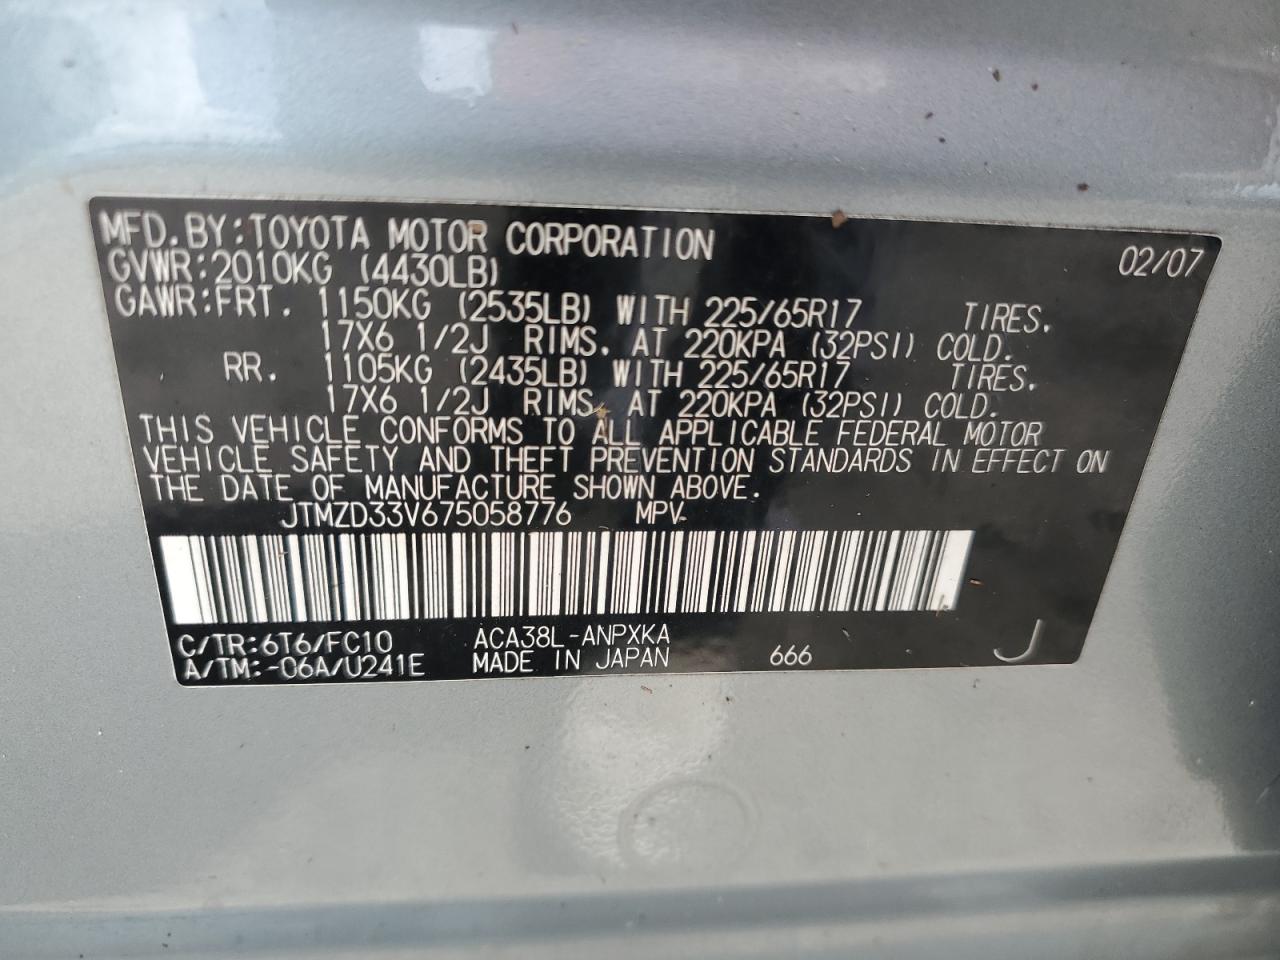 MFD. BY: TOYOTA MOTOR CORPORATION 02/07
GVWR: 2010KG (4430LB)
GAWR: FRT. 1150KG (2535LB) WITH 225/65R17 TIRES.
17X6 1/2J RIMS. AT 220KPA (32PSI) COLD.
RR. 1105KG (2435LB) WITH 225/65R17 TIRES.
17X6 1/2J RIMS. AT 220KPA (32PSI) COLD.
THIS VEHICLE CONFORMS TO ALL APPLICABLE FEDERAL MOTOR
VEHICLE SAFETY AND THEFT PREVENTION STANDARDS IN EFFECT ON
THE DATE OF MANUFACTURE SHOWN ABOVE.
JTMZD33V675058776 MPV
C/TR: 6T6/FC10 ACA38L-ANPXKA
A/TM: -06A/U241E MADE IN JAPAN 666 J